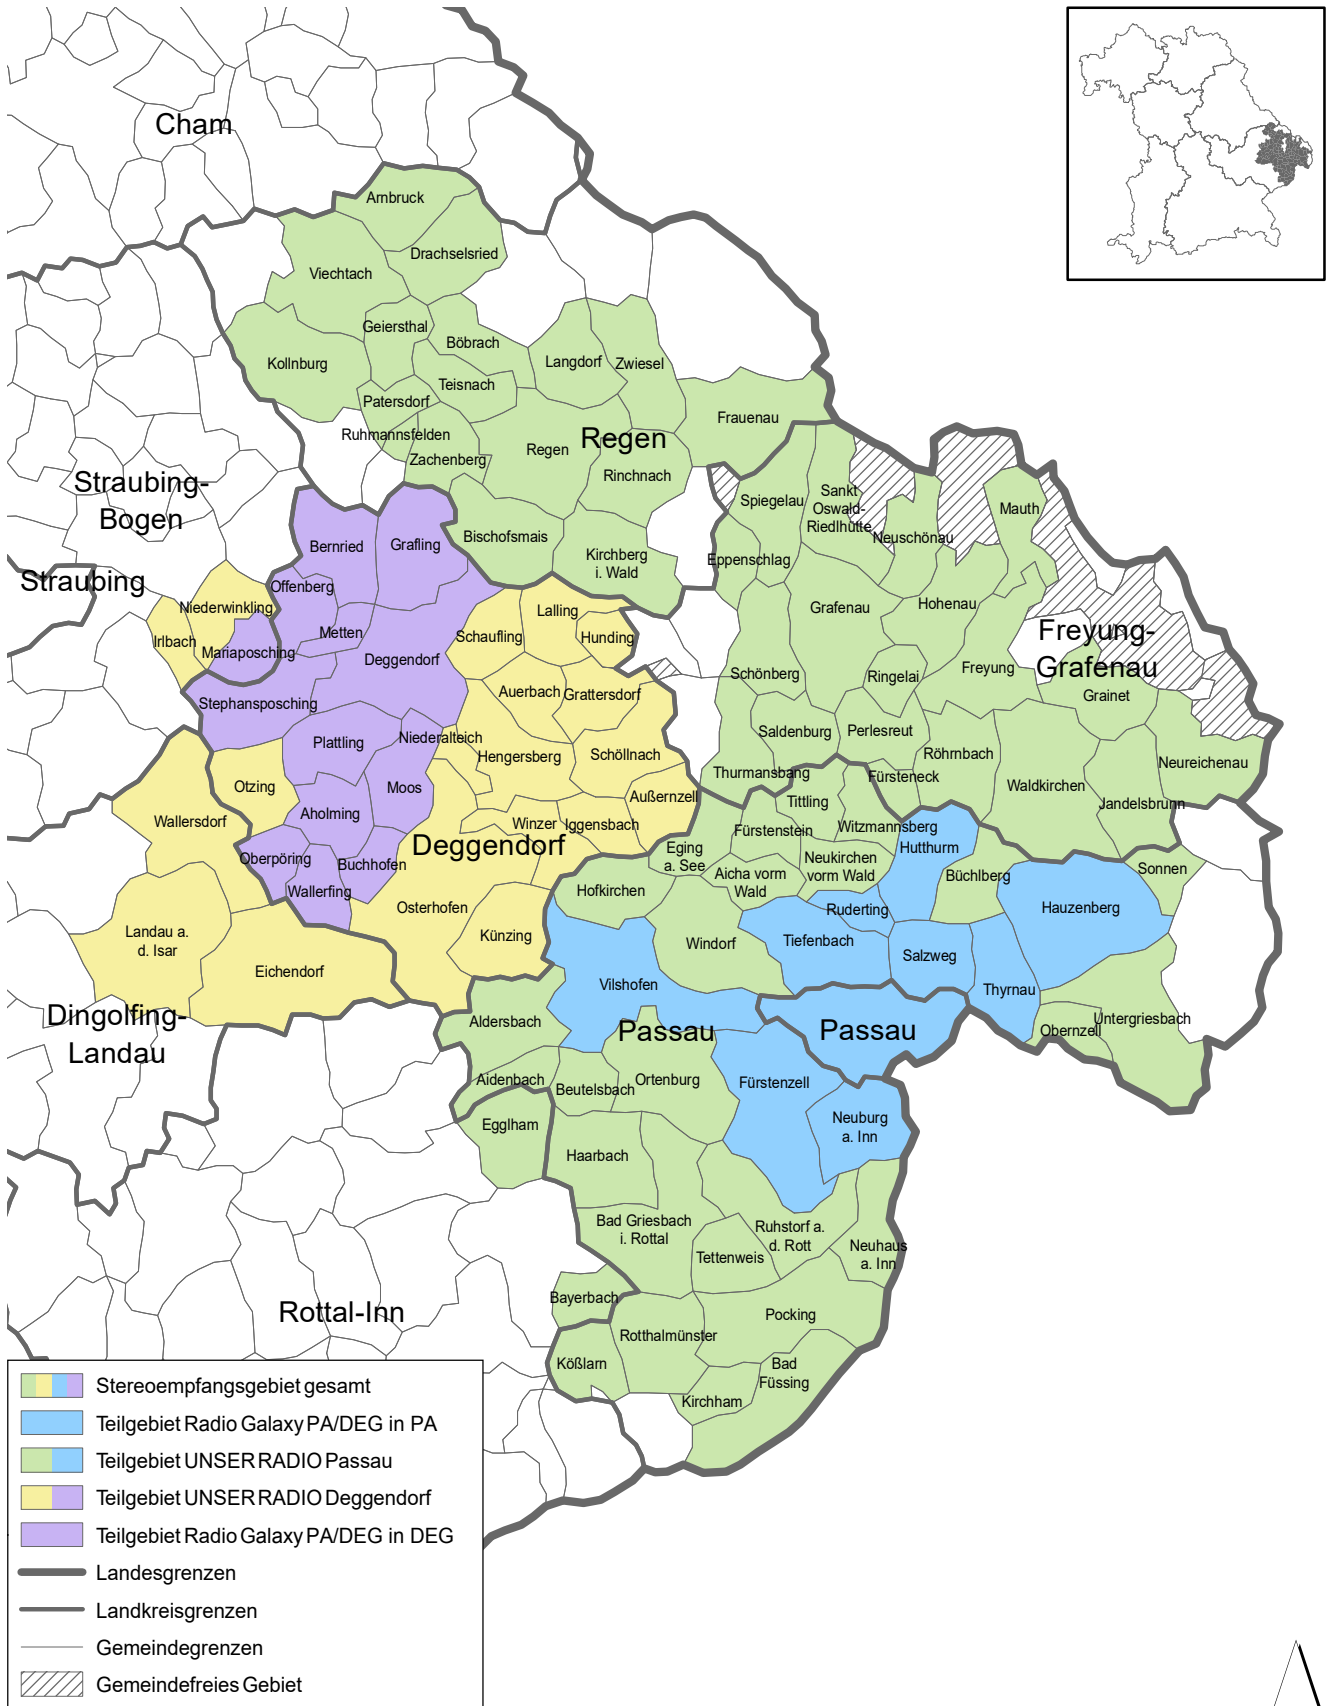 Cham
Arnbruck
Drachselsried
Viechtach
Geiersthal
Böbrach
Kollnburg
Langdorf
Zwiesel
Teisnach
Patersdorf
Frauenau
Ruhmannsfelden
Regen
Regen
Zachenberg
Rinchnach
Straubing-
Bogen
Spiegelau
Sankt
Oswald-
Riedlhütte
Mauth
Bischofsmais
Neuschönau
Bernried
Grafling
Kirchberg
i. Wald
Eppenschlag
Straubing
Offenberg
Niederwinkling
Lalling
Grafenau
Hohenau
Irlbach
Metten
Schaufling
Hunding
Freyung-
Grafenau
Mariaposching
Deggendorf
Schönberg
Ringelai
Freyung
Stephansposching
Auerbach
Grattersdorf
Grainet
Plattling
Niederalteich
Hengersberg
Schöllnach
Saldenburg
Perlesreut
Röhrnbach
Neureichenau
Otzing
Moos
Thurmansbang
Fürsteneck
Waldkirchen
Außernzell
Jandelsbrunn
Wallersdorf
Aholming
Winzer
Iggensbach
Tittling
Fürstenstein
Witzmannsberg
Deggendorf
Hutthurm
Oberpöring
Buchhofen
Eging
a. See
Neukirchen
vorm Wald
Aicha vorm
Wald
Büchlberg
Sonnen
Wallerfing
Hofkirchen
Osterhofen
Ruderting
Hauzenberg
Landau a.
d. Isar
Künzing
Windorf
Tiefenbach
Salzweg
Eichendorf
Vilshofen
Thyrnau
Dingolfing-
Landau
Aldersbach
Passau
Passau
Obernzell
Untergriesbach
Aidenbach
Beutelsbach
Ortenburg
Fürstenzell
Egglham
Neuburg
a. Inn
Haarbach
Bad Griesbach
i. Rottal
Ruhstorf a.
d. Rott
Tettenweis
Neuhaus
a. Inn
Bayerbach
Rottal-Inn
Pocking
Rotthalmünster
Kößlarn
Bad
Füssing
Kirchham
Stereoempfangsgebiet gesamt
Teilgebiet Radio Galaxy PA/DEG in PA
Teilgebiet UNSER RADIO Passau
Teilgebiet UNSER RADIO Deggendorf
Teilgebiet Radio Galaxy PA/DEG in DEG
Landesgrenzen
Landkreisgrenzen
Gemeindegrenzen
Gemeindefreies Gebiet